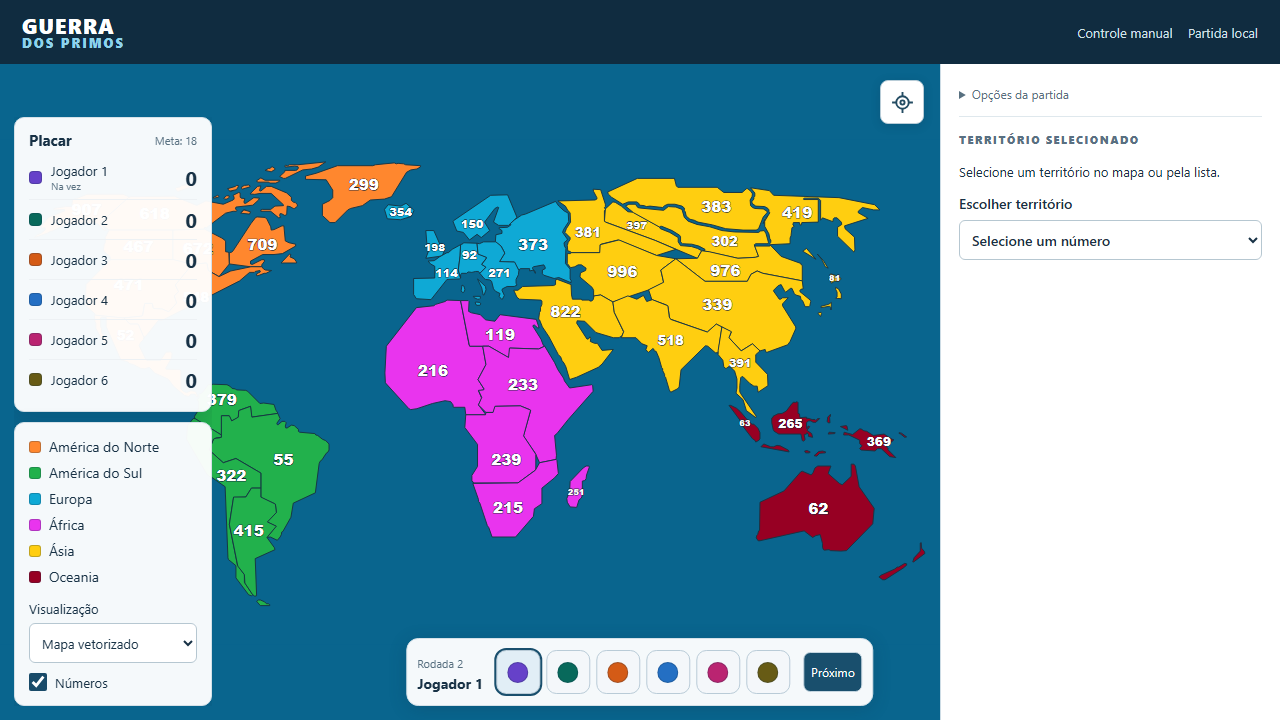 GUERRA
DOS PRIMOS
Controle manual
Partida local
Placar
Meta: 18
Jogador 1
Na vez
0
Jogador 2
0
Jogador 3
0
Jogador 4
0
Jogador 5
0
Jogador 6
0
América do Norte
América do Sul
Europa
África
Ásia
Oceania
Visualização
Mapa vetorizado
Números
299
354
709
150
198
92
373
114
271
383
419
381
397
302
996
976
81
339
822
518
391
119
216
233
239
215
251
379
55
322
415
63
265
369
62
Rodada 2
Jogador 1
Próximo
Opções da partida
TERRITÓRIO SELECIONADO
Selecione um território no mapa ou pela lista.
Escolher território
Selecione um número